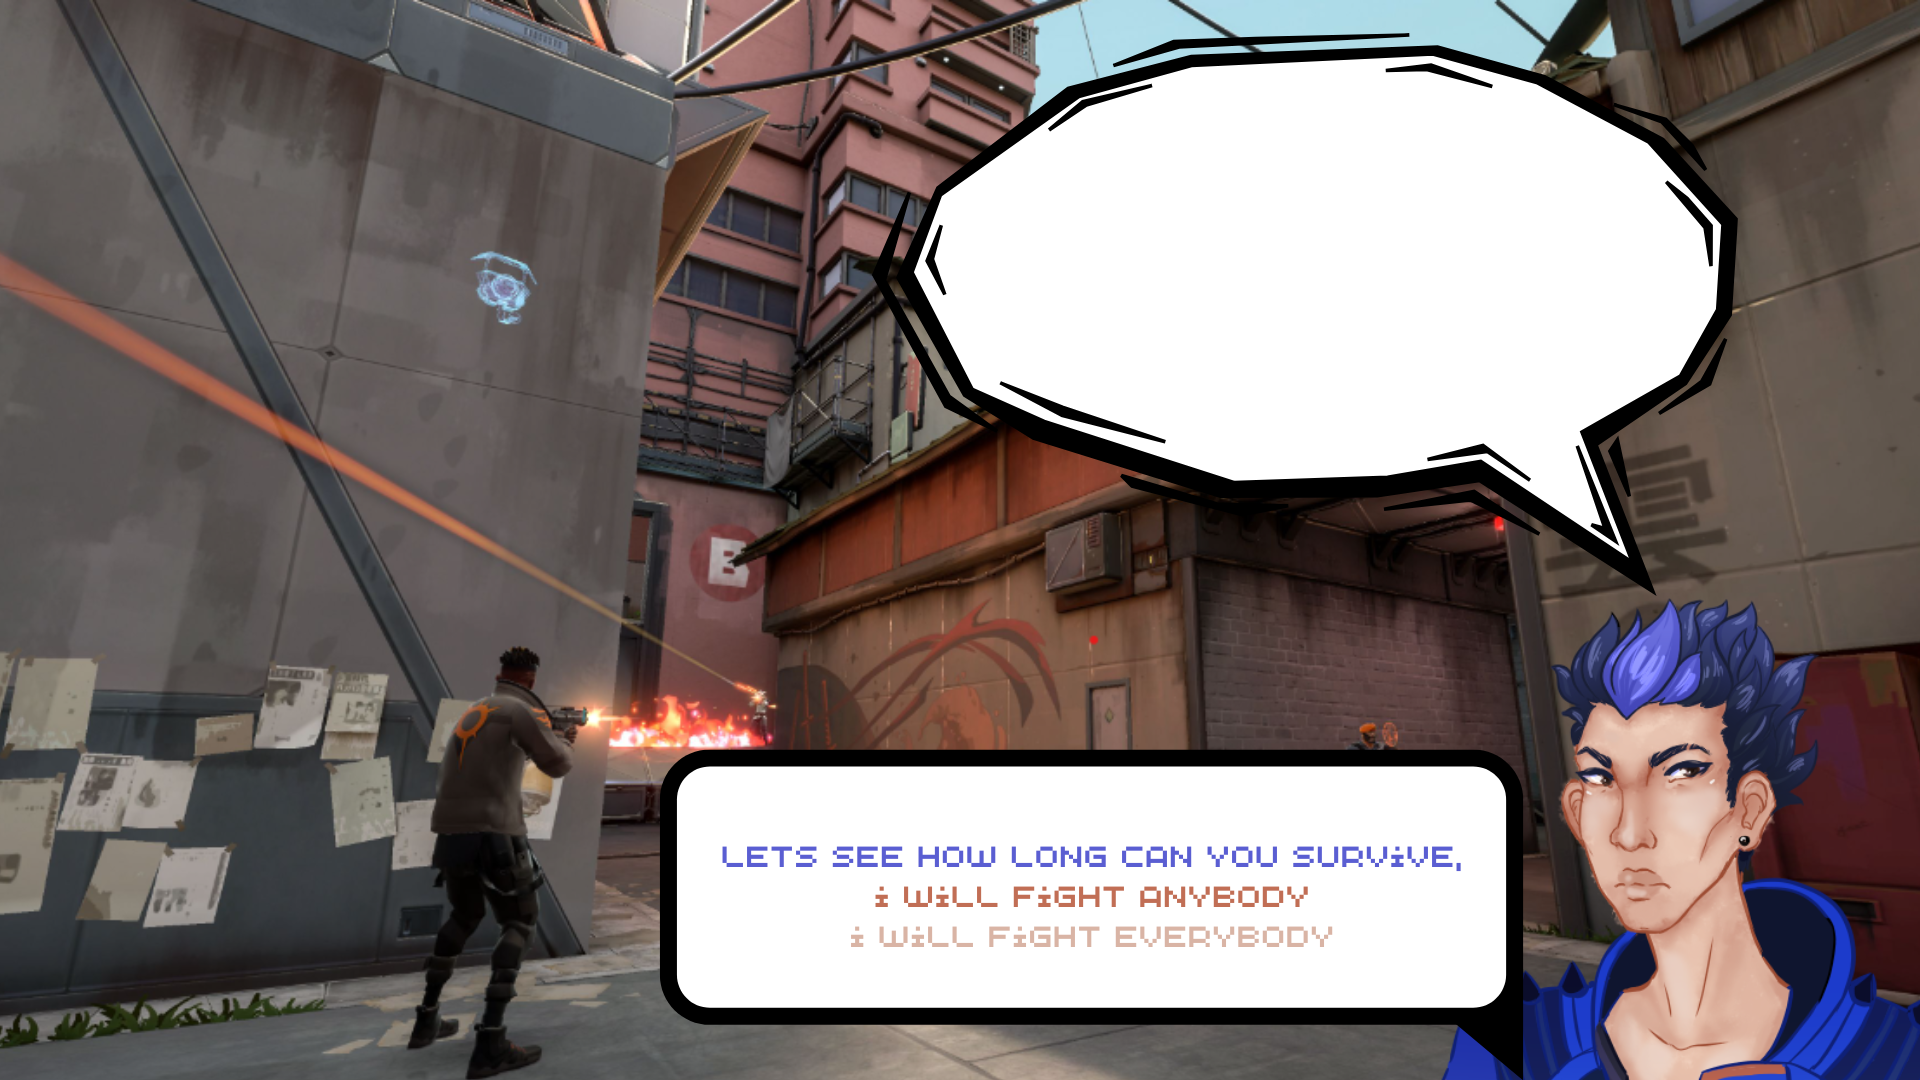 B
LETS SEE HOW LONG CAN YOU SURVIVE,
i WiLL FiGHT ANYBODY
i WiLL FiGHT EVERYBODY